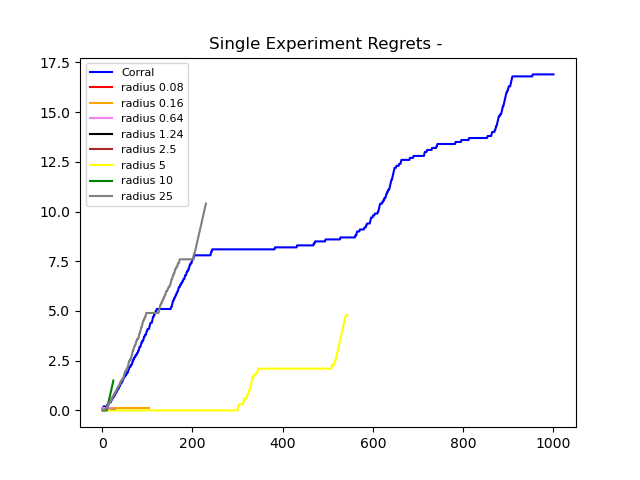 Single Experiment Regrets -
17.5
15.0
12.5
10.0
7.5
5.0
2.5
0.0
Corral
radius 0.08
radius 0.16
radius 0.64
radius 1.24
radius 2.5
radius 5
radius 10
radius 25
0 200 400 600 800 1000